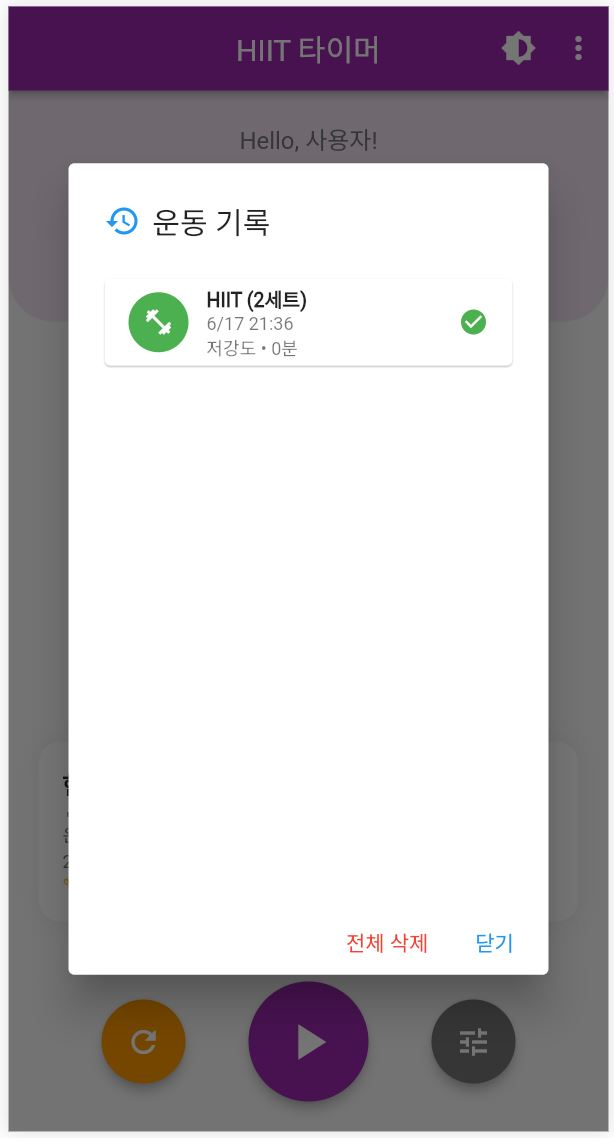 HIIT 타이머
Hello, 사용자!
운동 기록
HIIT (2세트)
6/17 21:36
저강도 • 0분
전체 삭제
닫기